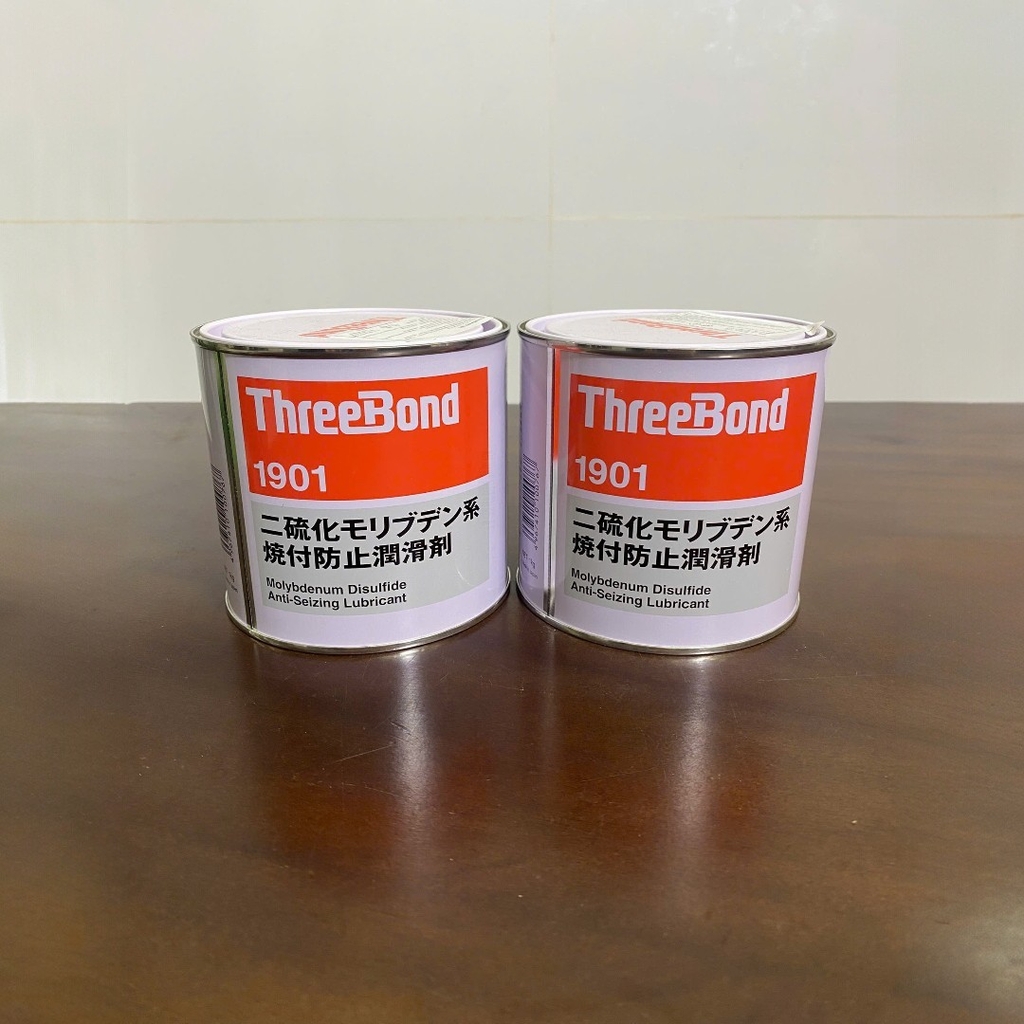 ThreeBond
1901
二硫化モリブデン系
焼付防止潤滑剤
Molybdenum Disulfide
Anti-Seizing Lubricant
ThreeBond
1901
二硫化モリブデン系
焼付防止潤滑剤
Molybdenum Disulfide
Anti-Seizing Lubricant